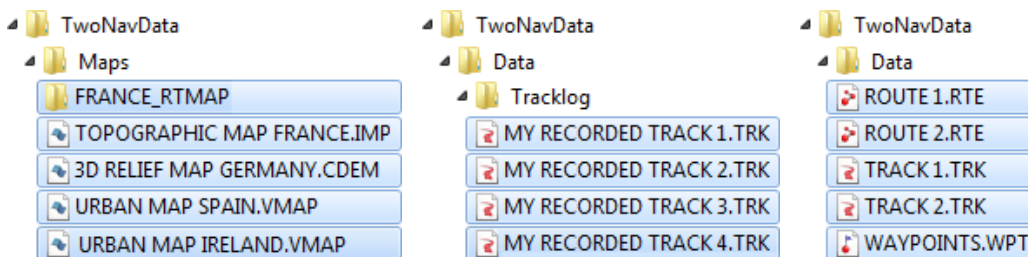 TwoNavData
Maps
FRANCE_RTMAP
TOPOGRAPHIC MAP FRANCE.IMP
3D RELIEF MAP GERMANY.CDEM
URBAN MAP SPAIN.VMAP
URBAN MAP IRELAND.VMAP
TwoNavData
Data
Tracklog
MY RECORDED TRACK 1.TRK
MY RECORDED TRACK 2.TRK
MY RECORDED TRACK 3.TRK
MY RECORDED TRACK 4.TRK
TwoNavData
Data
ROUTE 1.RTE
ROUTE 2.RTE
TRACK 1.TRK
TRACK 2.TRK
WAYPOINTS.WPT